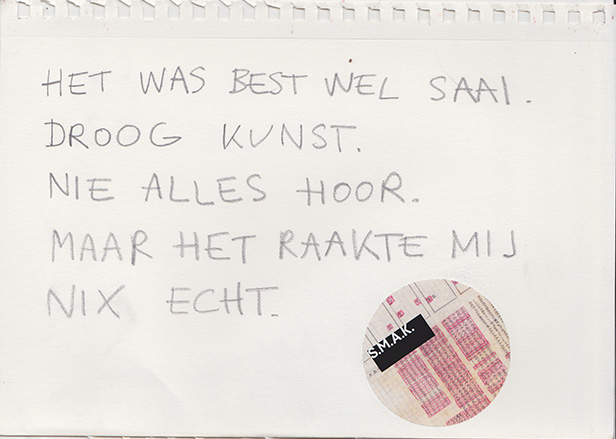 HET WAS BEST WEL SAAI.
DROOG KUNST.
NIE ALLES HOOR.
MAAR HET RAAKTE MIJ
NIX ECHT.
S.M.A.K.